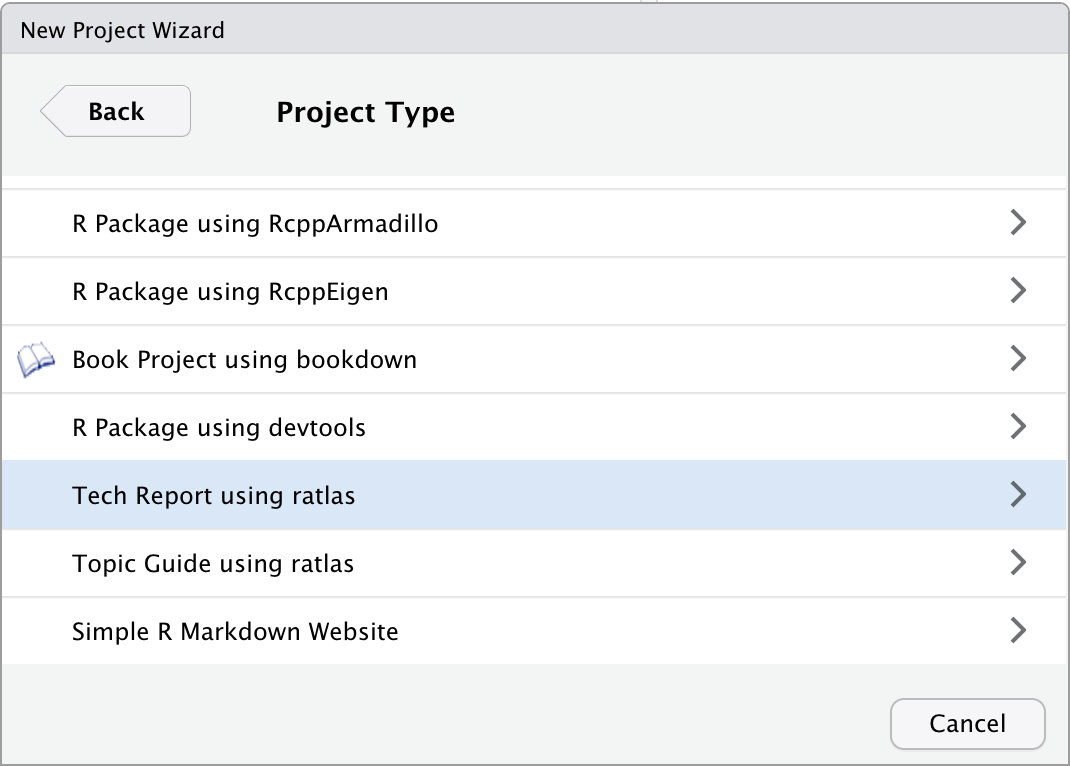 New Project Wizard
Back
Project Type
R Package using RcppArmadillo
R Package using RcppEigen
Book Project using bookdown
R Package using devtools
Tech Report using ratlas
Topic Guide using ratlas
Simple R Markdown Website
Cancel